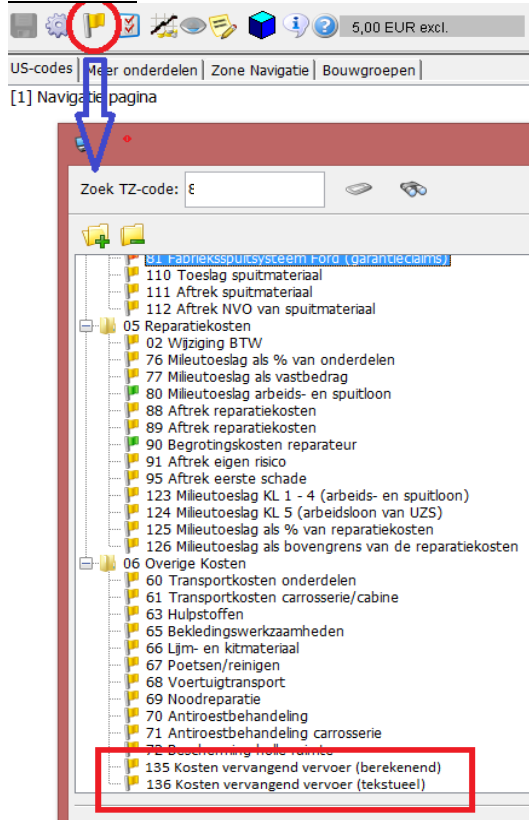 5,00 EUR excl.
US-codes Meer onderdelen Zone Navigatie Bouwgroepen
[1] Navigatie pagina
Zoek TZ-code: 8
81 Fabrieksspuitsysteem Ford (garantieclaims)
110 Toeslag spuitmateriaal
111 Aftrek spuitmateriaal
112 Aftrek NVO van spuitmateriaal
05 Reparatiekosten
02 Wijziging BTW
76 Mileutoeslag als % van onderdelen
77 Milieutoeslag als vastbedrag
80 Milieutoeslag arbeids- en spuitloon
88 Aftrek reparatiekosten
89 Aftrek reparatiekosten
90 Begrotingskosten reparateur
91 Aftrek eigen risico
95 Aftrek eerste schade
123 Milieutoeslag KL 1 - 4 (arbeids- en spuitloon)
124 Milieutoeslag KL 5 (arbeidsloon van UZS)
125 Milieutoeslag als % van reparatiekosten
126 Milieutoeslag als bovengrens van de reparatiekosten
06 Overige Kosten
60 Transportkosten onderdelen
61 Transportkosten carrosserie/cabine
63 Hulpstoffen
65 Bekledingswerkzaamheden
66 Lijm- en kitmateriaal
67 Poetsen/reinigen
68 Voertuigtransport
69 Noodreparatie
70 Antiroestbehandeling
71 Antiroestbehandeling carrosserie
72 Bescherming holle ruimte
135 Kosten vervangend vervoer (berekenend)
136 Kosten vervangend vervoer (tekstueel)